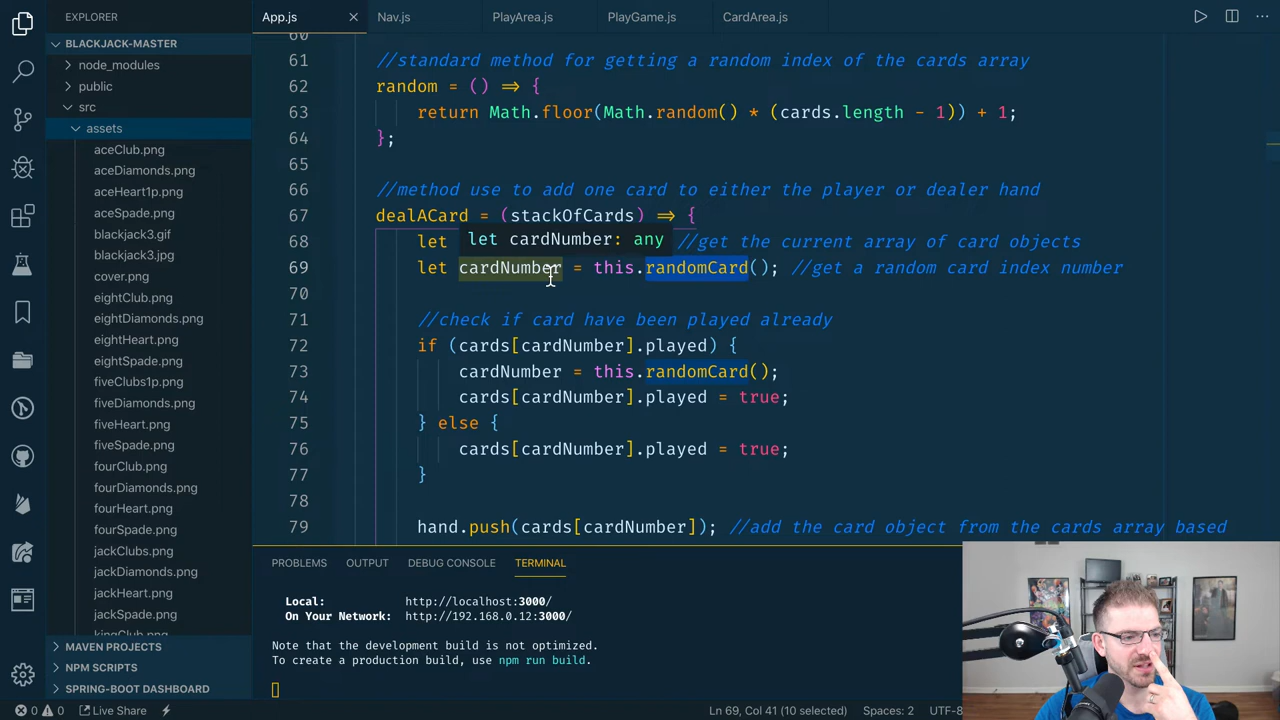 EXPLORER
App.js
Nav.js
PlayArea.js
PlayGame.js
CardArea.js
BLACKJACK-MASTER
node_modules
public
src
assets
aceClub.png
aceDiamonds.png
aceHeart1p.png
aceSpade.png
blackjack3.gif
blackjack3.jpg
cover.png
eightClub.png
eightDiamonds.png
eightHeart.png
eightSpade.png
fiveClubs1p.png
fiveDiamonds.png
fiveHeart.png
fiveSpade.png
fourClub.png
fourDiamonds.png
fourHeart.png
fourSpade.png
jackClubs.png
jackDiamonds.png
jackHeart.png
jackSpade.png
kingClub.png
MAVEN PROJECTS
NPM SCRIPTS
SPRING-BOOT DASHBOARD
60
61 //standard method for getting a random index of the cards array
62 random = () => {
63 return Math.floor(Math.random() * (cards.length - 1)) + 1;
64 };
65
66 //method use to add one card to either the player or dealer hand
67 dealACard = (stackOfCards) => {
let cardNumber: any
68 let //get the current array of card objects
69 let cardNumber = this.randomCard(); //get a random card index number
70
71 //check if card have been played already
72 if (cards[cardNumber].played) {
73 cardNumber = this.randomCard();
74 cards[cardNumber].played = true;
75 } else {
76 cards[cardNumber].played = true;
77 }
78
79 hand.push(cards[cardNumber]); //add the card object from the cards array based
PROBLEMS OUTPUT DEBUG CONSOLE TERMINAL
Local: http://localhost:3000/
On Your Network: http://192.168.0.12:3000/
Note that the development build is not optimized.
To create a production build, use npm run build.
0 0 Live Share
Ln 69, Col 41 (10 selected) Spaces: 2 UTF-8